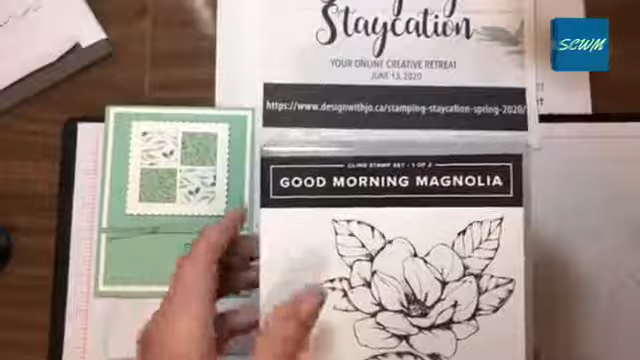 Staycation
YOUR ONLINE CREATIVE RETREAT
JUNE 13, 2020
SCWM
https://www.designwithjo.ca/stamping-staycation-spring-2020/
CLING STAMP SET • 1 OF 2
GOOD MORNING MAGNOLIA